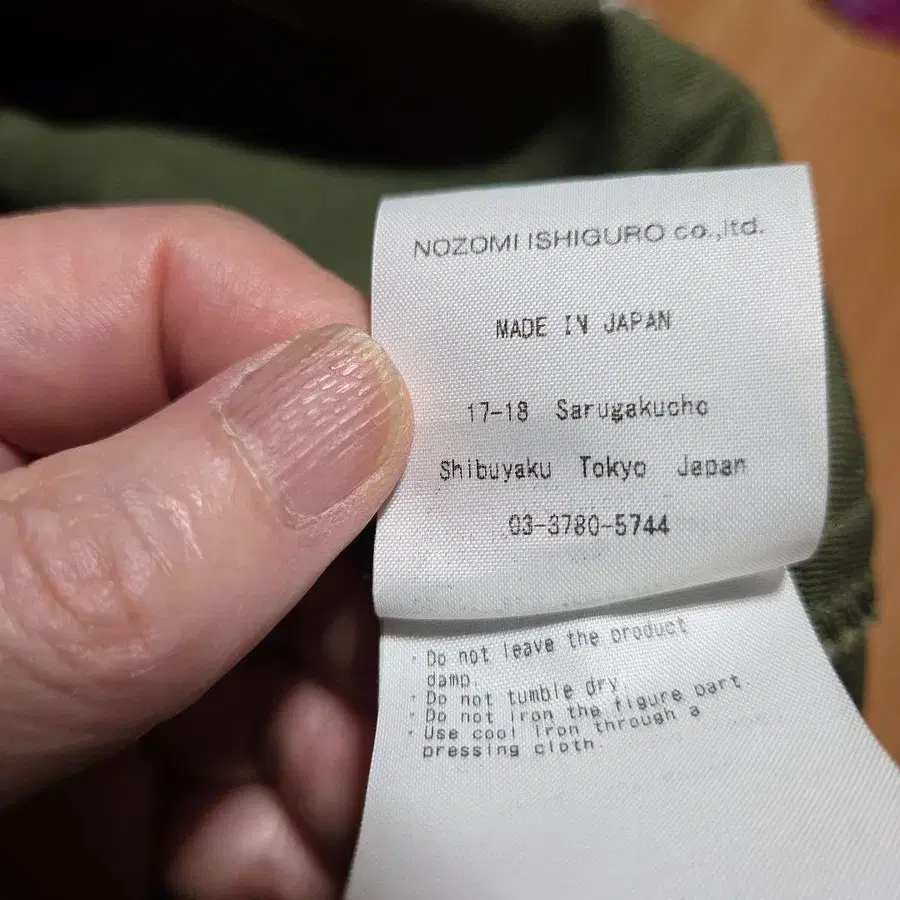 NOZOMI ISHIGURO co.,ltd.
MADE IN JAPAN
17-18 Sarugakucho
Shibuyaku Tokyo Japan
03-3780-5744
・Do not leave the product
damp.
・Do not tumble dry
・Do not iron the figure part.
・Use cool iron through a
pressing cloth.